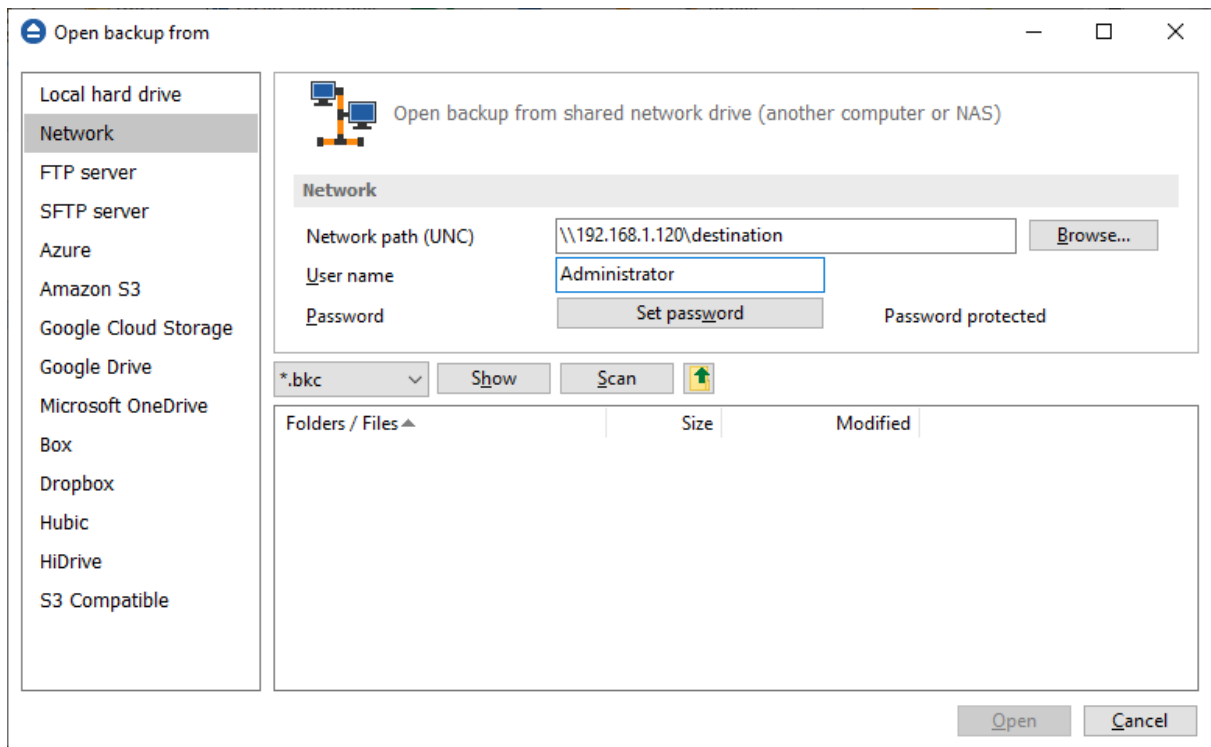 Open backup from
Local hard drive
Network
FTP server
SFTP server
Azure
Amazon S3
Google Cloud Storage
Google Drive
Microsoft OneDrive
Box
Dropbox
Hubic
HiDrive
S3 Compatible
Open backup from shared network drive (another computer or NAS)
Network
Network path (UNC) \\192.168.1.120\destination Browse...
User name Administrator
Password Set password Password protected
*.bkc Show Scan
Folders / Files Size Modified
Open Cancel